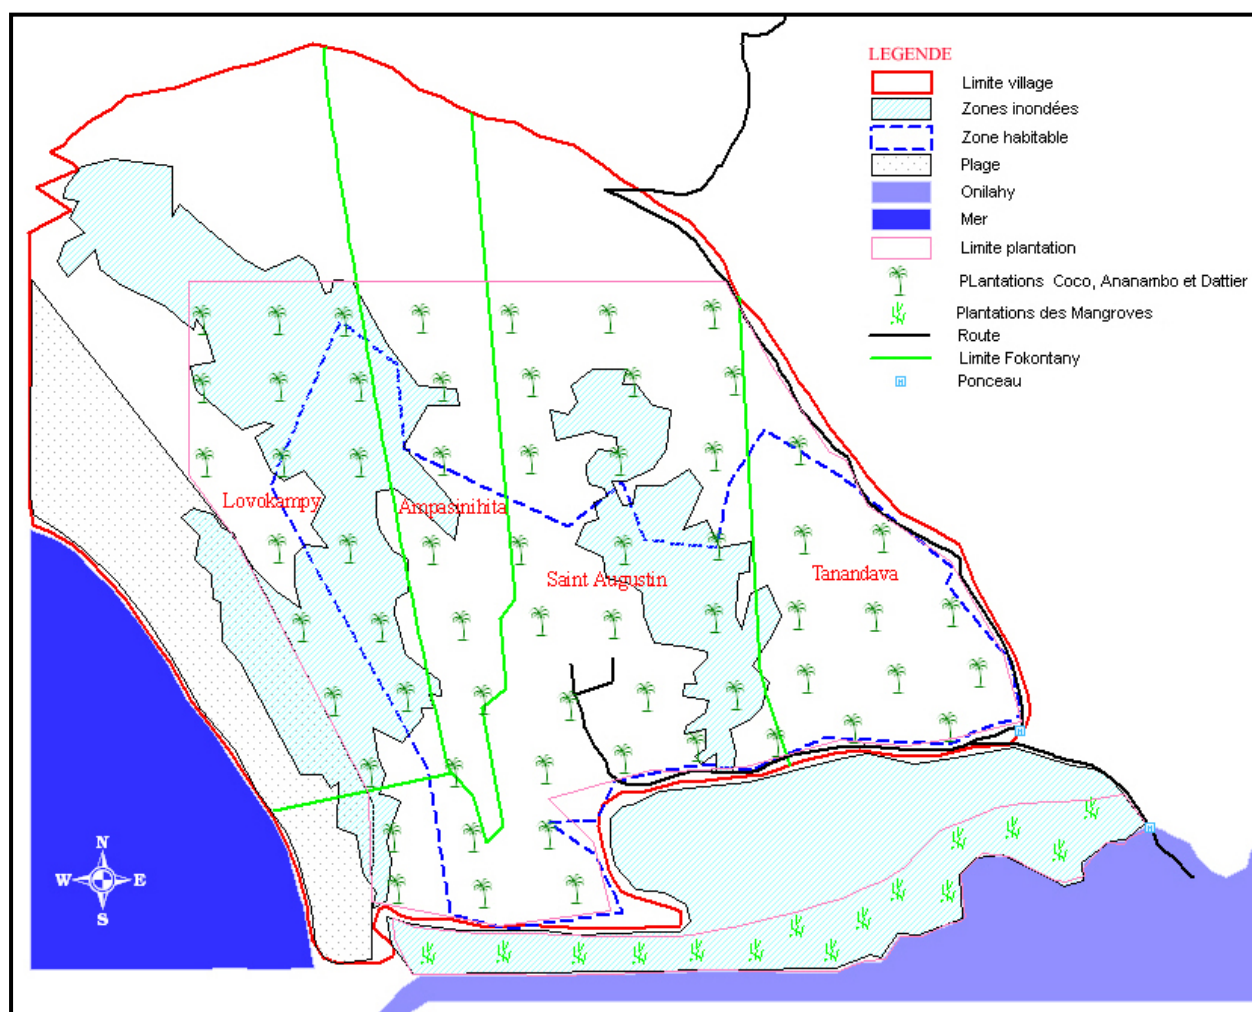 LEGENDE
Limite village
Zones inondées
Zone habitable
Plage
Onilahy
Mer
Limite plantation
PLantations Coco, Ananambo et Dattier
Plantations des Mangroves
Route
Limite Fokontany
H Ponceau
Lovokampy
Ampasinihita
Saint Augustin
Tanandava
H
H
N
W E
S